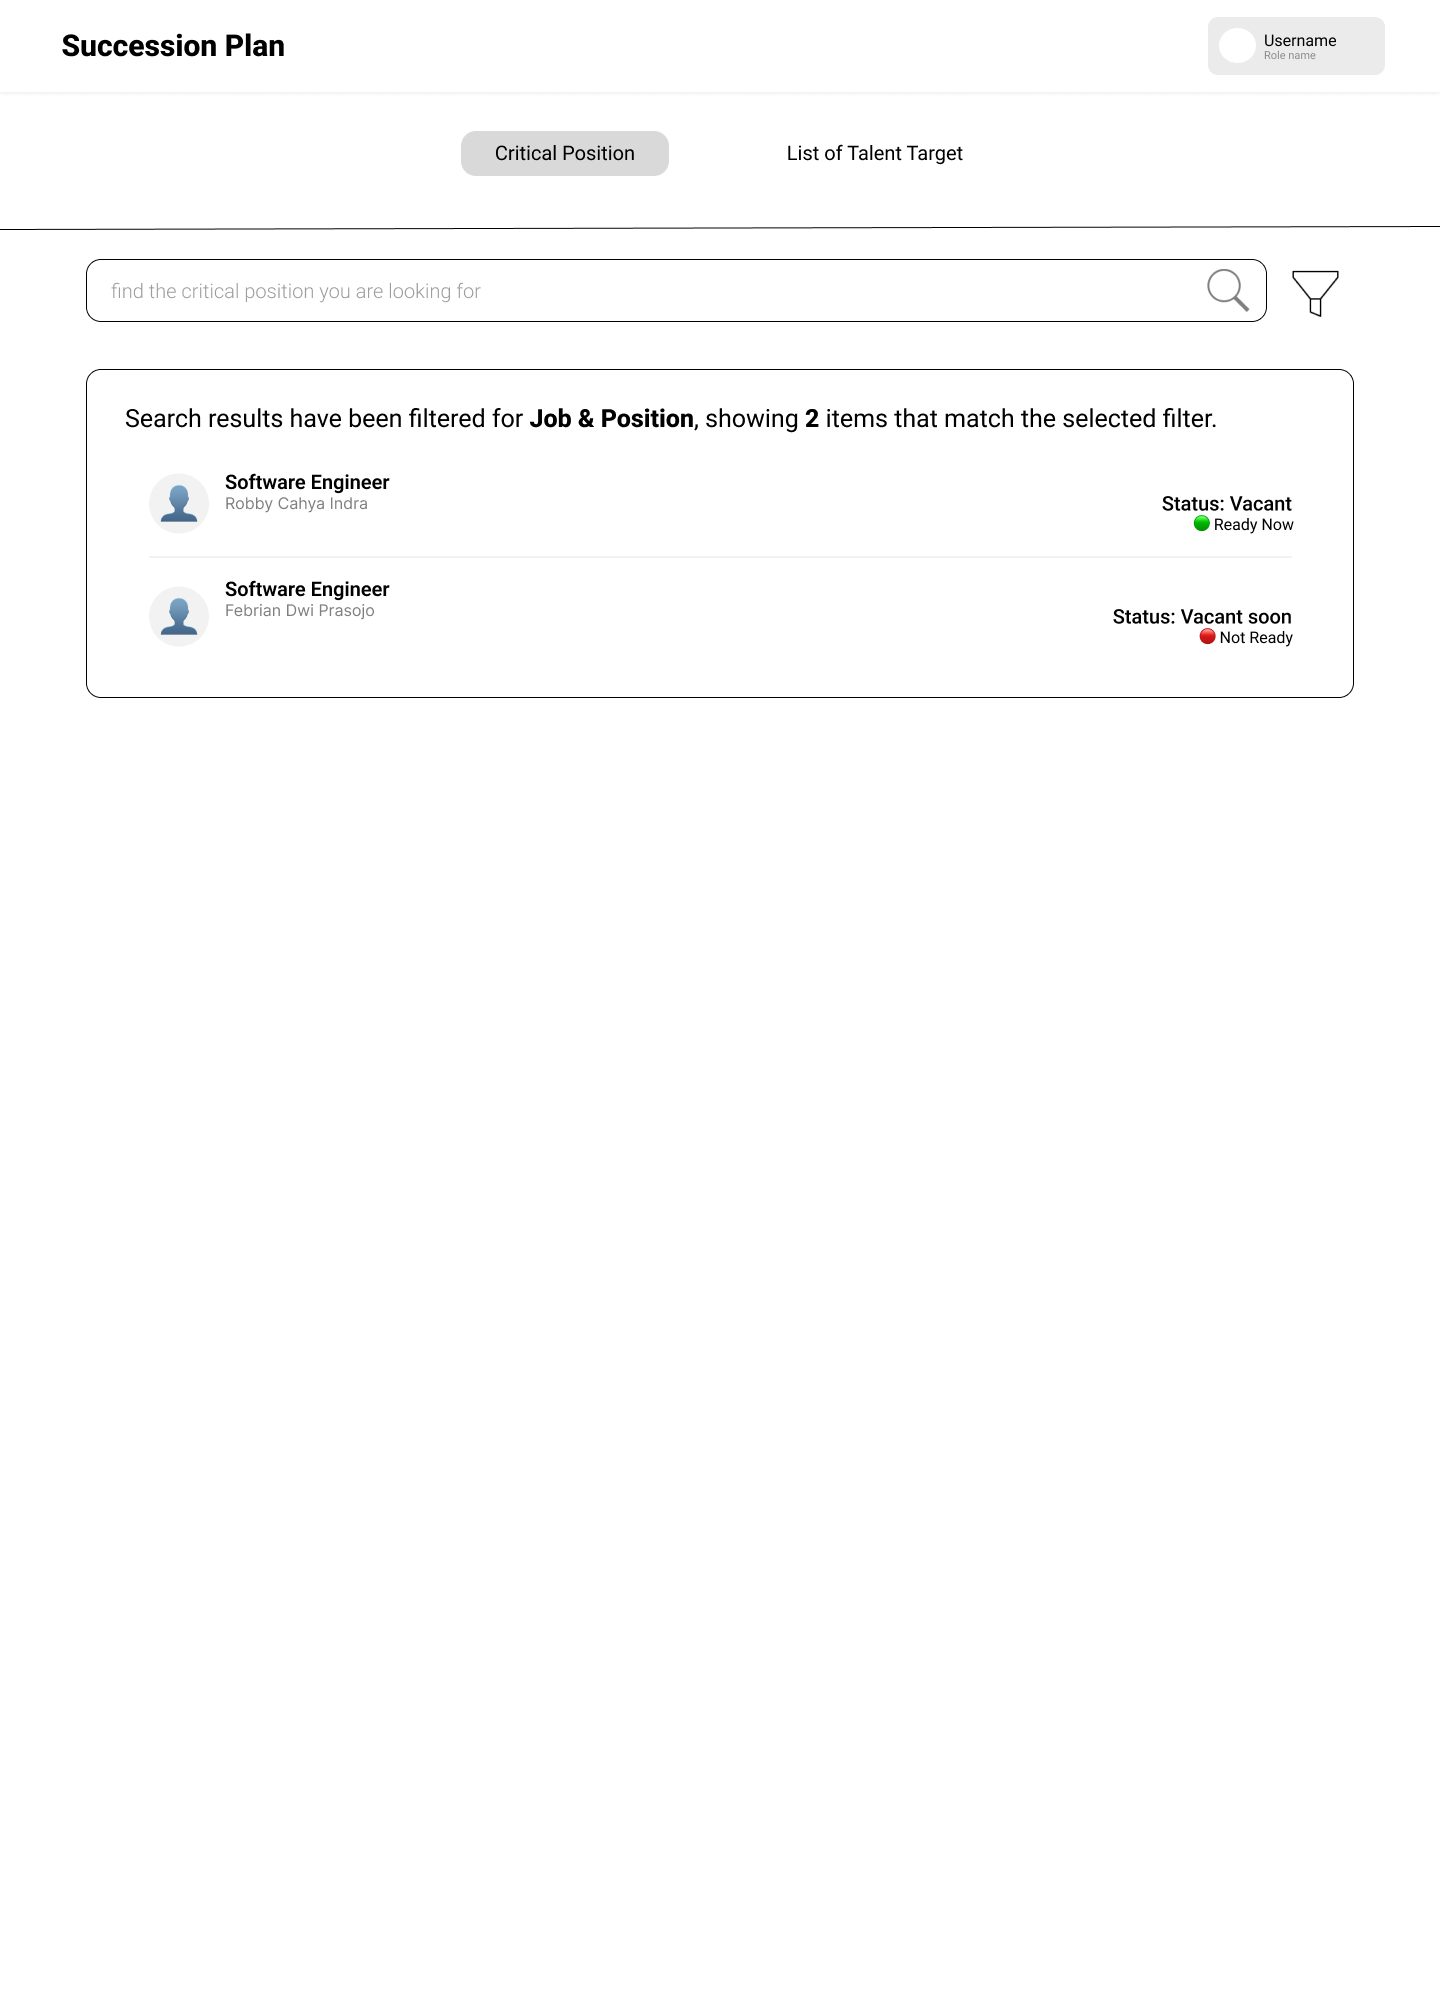 Succession Plan
Username
Role name
Critical Position
List of Talent Target
find the critical position you are looking for
Search results have been filtered for Job & Position, showing 2 items that match the selected filter.
Software Engineer
Robby Cahya Indra
Status: Vacant
Ready Now
Software Engineer
Febrian Dwi Prasojo
Status: Vacant soon
Not Ready